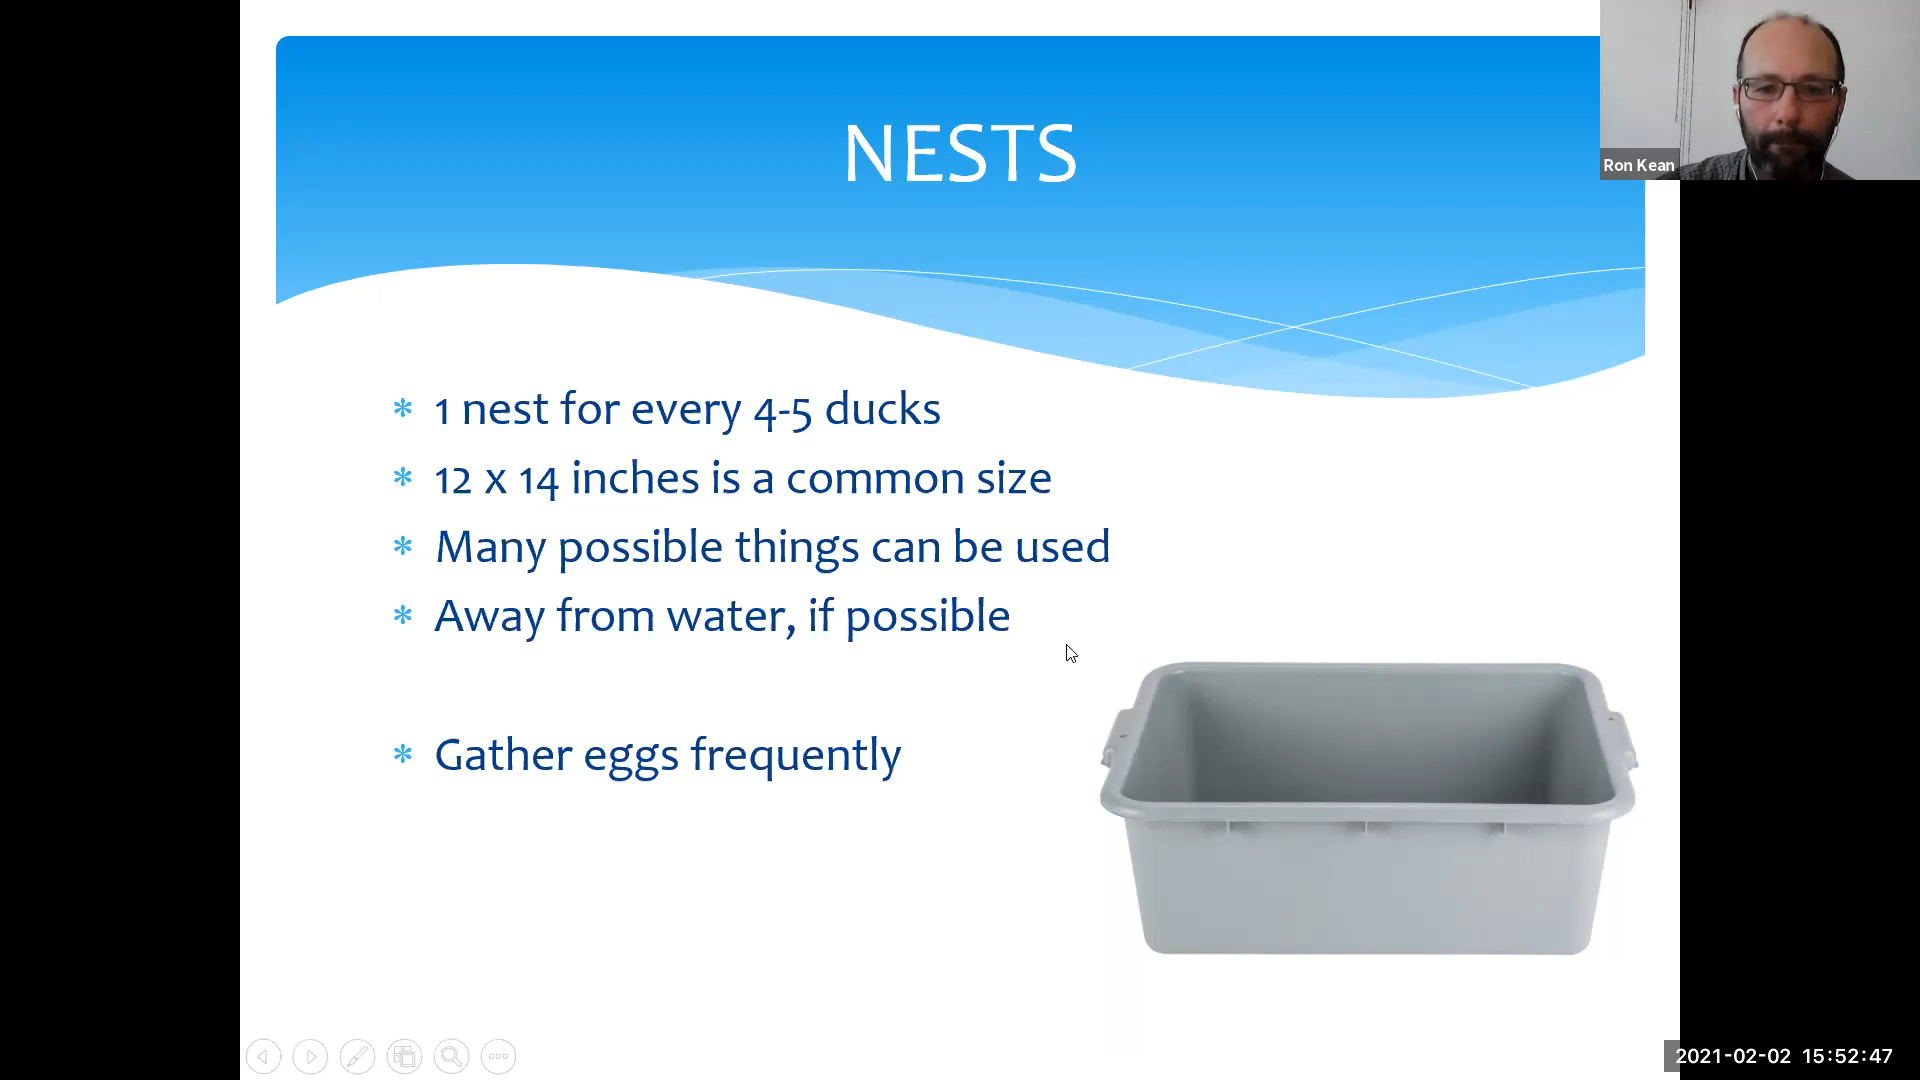 NESTS
Ron Kean
* 1 nest for every 4-5 ducks
* 12 x 14 inches is a common size
* Many possible things can be used
* Away from water, if possible
* Gather eggs frequently
2021-02-02 15:52:47